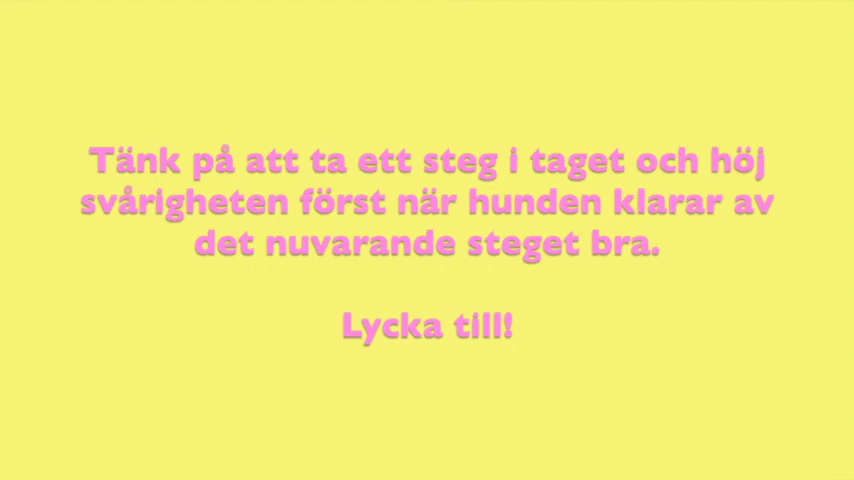 Tänk på att ta ett steg i taget och höj
svårigheten först när hunden klarar av
det nuvarande steget bra.
Lycka till!